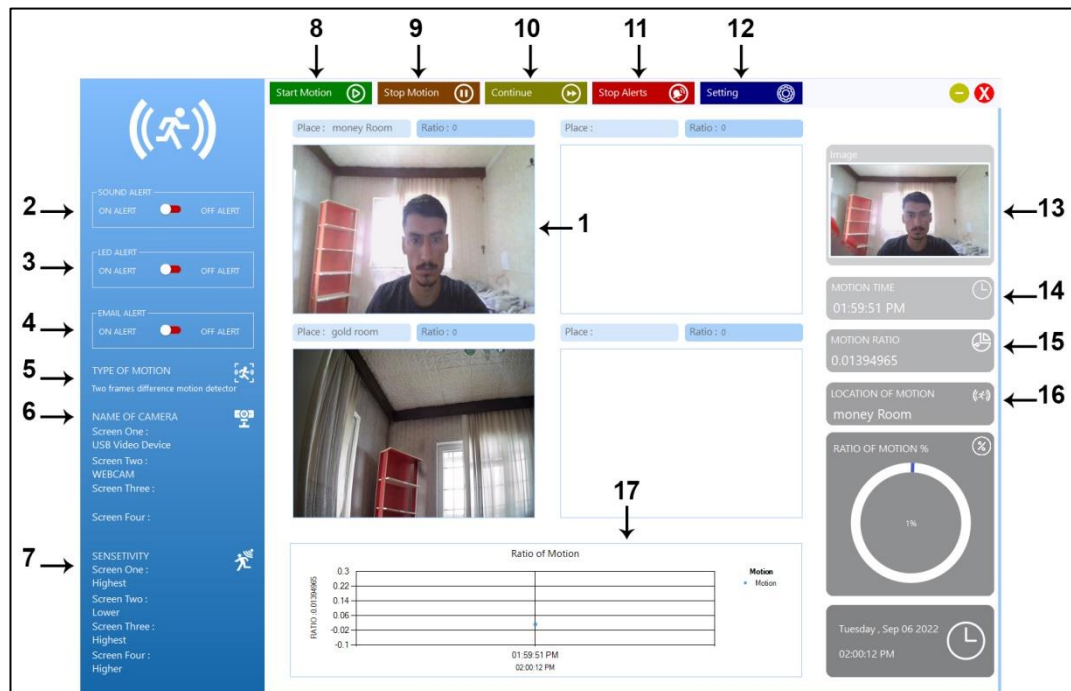 8 9 10 11 12
Start Motion Stop Motion Continue Stop Alerts Setting
X
Place : money Room Ratio : 0 Place : Ratio : 0
Image
SOUND ALERT
2 ON ALERT OFF ALERT
1
13
LED ALERT
3 ON ALERT OFF ALERT
MOTION TIME
14
01:59:51 PM
EMAIL ALERT
4 ON ALERT OFF ALERT
Place : gold room Ratio : 0 Place : Ratio : 0
MOTION RATIO
15
0.01394965
5 TYPE OF MOTION
Two frames difference motion detector
LOCATION OF MOTION
16
money Room
6 NAME OF CAMERA
Screen One :
USB Video Device
Screen Two :
WEBCAM
Screen Three :
Screen Four :
RATIO OF MOTION %
%
1%
17
7 SENSETIVITY
Screen One :
Highest
Screen Two :
Lower
Screen Three :
Highest
Screen Four :
Higher
Ratio of Motion
RATIO :0.01394965
0.3
0.22
0.14
0.06
-0.02
-0.1
01:59:51 PM
02:00:12 PM
Motion
Motion
Tuesday , Sep 06 2022
02:00:12 PM